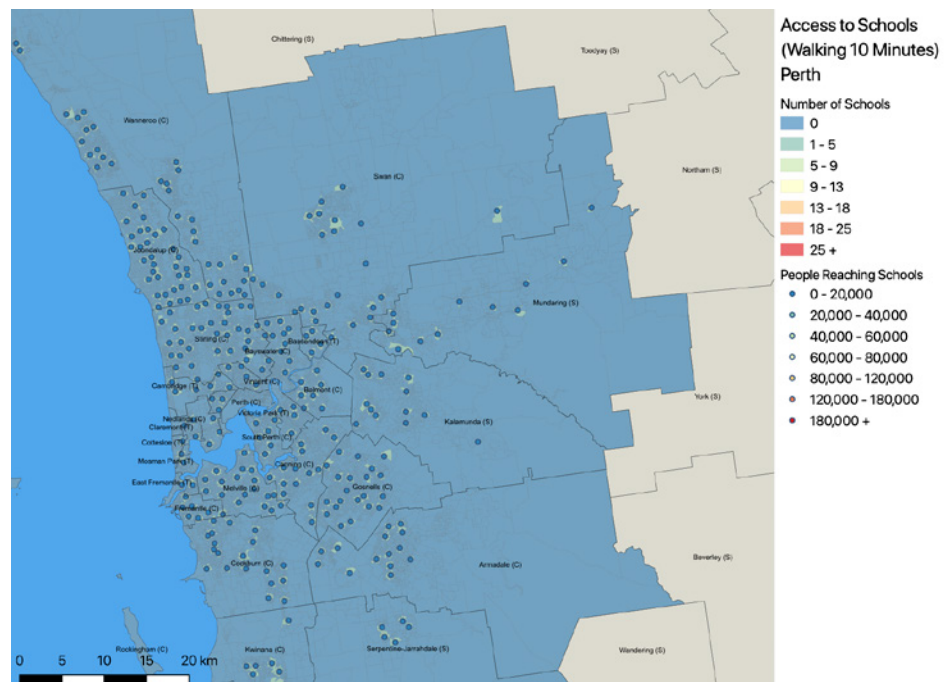 Access to Schools
(Walking 10 Minutes)
Perth
Number of Schools
0
1 - 5
5 - 9
9 - 13
13 - 18
18 - 25
25 +
People Reaching Schools
0 - 20,000
20,000 - 40,000
40,000 - 60,000
60,000 - 80,000
80,000 - 120,000
120,000 - 180,000
180,000 +
Chittering (S)
Toodyay (S)
Wanneroo (C)
Swan (C)
Northam (S)
Joondalup (C)
Mundaring (S)
Stirling (C)
Bassendean (T)
Bayswater (C)
Vincent (C)
Cambridge (T)
Belmont (C)
York (S)
Perth (C)
Victoria Park (T)
Nedlands (C)
Claremont (T)
Kalamunda (S)
South Perth (C)
Cottesloe (T)
Mosman Park (T)
Canning (C)
East Fremantle (T)
Melville (C)
Gosnells (C)
Fremantle (C)
Beverley (S)
Cockburn (C)
Armadale (C)
Rockingham (C)
Kwinana (C)
Serpentine-Jarrahdale (S)
Wandering (S)
0 5 10 15 20 km